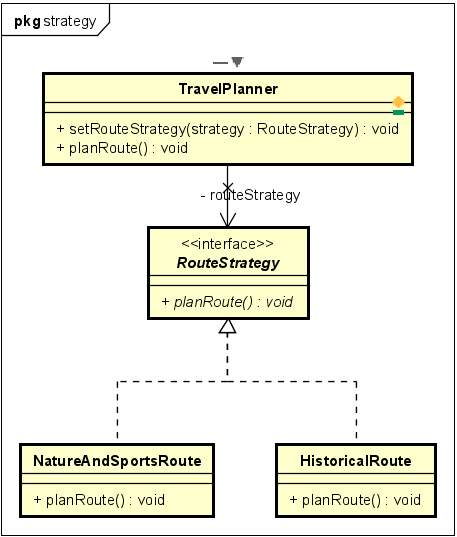 pkg strategy
TravelPlanner
+ setRouteStrategy(strategy : RouteStrategy) : void
+ planRoute() : void
- routeStrategy
<<interface>>
RouteStrategy
+ planRoute() : void
NatureAndSportsRoute
+ planRoute() : void
HistoricalRoute
+ planRoute() : void